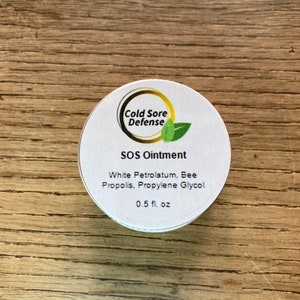 Cold Sore
Defense
SOS Ointment
White Petrolatum, Bee
Propolis, Propylene Glycol
0.5 fl. oz